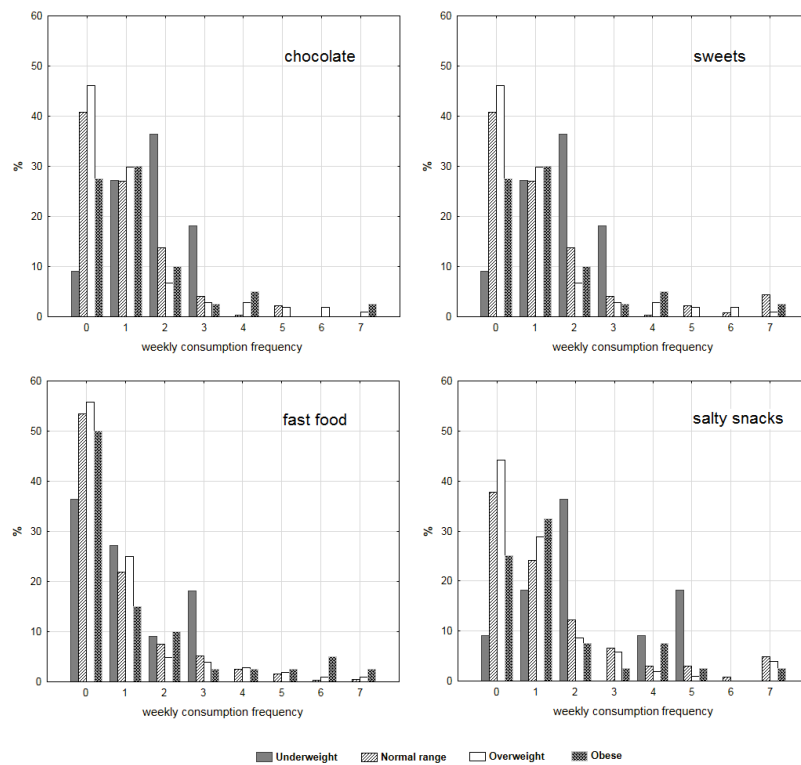 60
50
40
30
20
10
0
%
chocolate
0 1 2 3 4 5 6 7
weekly consumption frequency
60
50
40
30
20
10
0
%
sweets
0 1 2 3 4 5 6 7
weekly consumption frequency
60
50
40
30
20
10
0
%
fast food
0 1 2 3 4 5 6 7
weekly consumption frequency
60
50
40
30
20
10
0
%
salty snacks
0 1 2 3 4 5 6 7
weekly consumption frequency
Underweight Normal range Overweight Obese